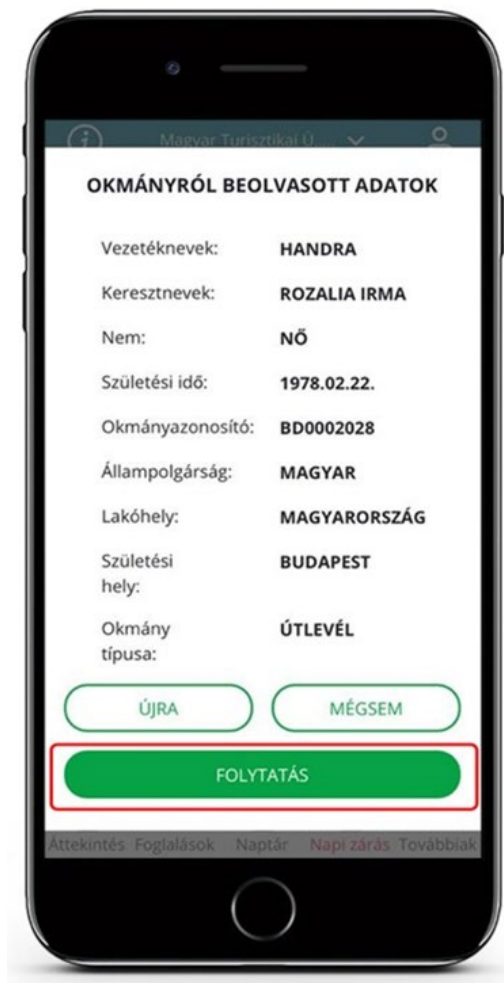 Magyar Turisztikai Ü...
OKMÁNYRÓL BEOLVASOTT ADATOK
Vezetéknevek: HANDRA
Keresztnevek: ROZALIA IRMA
Nem: NŐ
Születési idő: 1978.02.22.
Okmányazonosító: BD0002028
Állampolgárság: MAGYAR
Lakóhely: MAGYARORSZÁG
Születési BUDAPEST
hely:
Okmány ÚTLEVÉL
típusa:
ÚJRA MÉGSEM
FOLYTATÁS
Áttekintés Foglalások Naptár Napi zárás Továbbiak